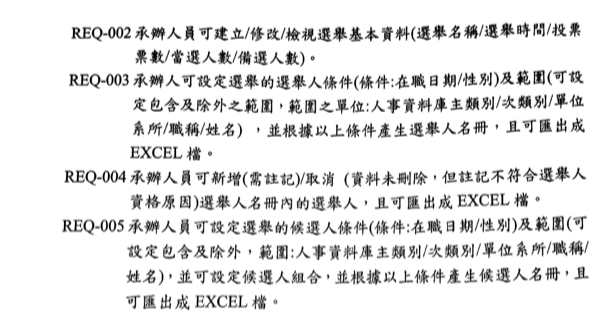 REQ-002 承辦人員可建立/修改/檢視選舉基本資料(選舉名稱/選舉時間/投票
票數/當選人數/備選人數)。
REQ-003 承辦人可設定選舉的選舉人條件(條件:在職日期/性別)及範圍(可設
定包含及除外之範圍，範圍之單位:人事資料庫主類別/次類別/單位
系所/職稱/姓名) ，並根據以上條件產生選舉人名冊，且可匯出成
EXCEL 檔。
REQ-004 承辦人員可新增(需註記)/取消 (資料未刪除，但註記不符合選舉人
資格原因)選舉人名冊內的選舉人，且可匯出成 EXCEL 檔。
REQ-005 承辦人員可設定選舉的候選人條件(條件:在職日期/性別)及範圍(可
設定包含及除外，範圍:人事資料庫主類別/次類別/單位系所/職稱/
姓名)，並可設定候選人組合，並根據以上條件產生候選人名冊，且
可匯出成 EXCEL 檔。